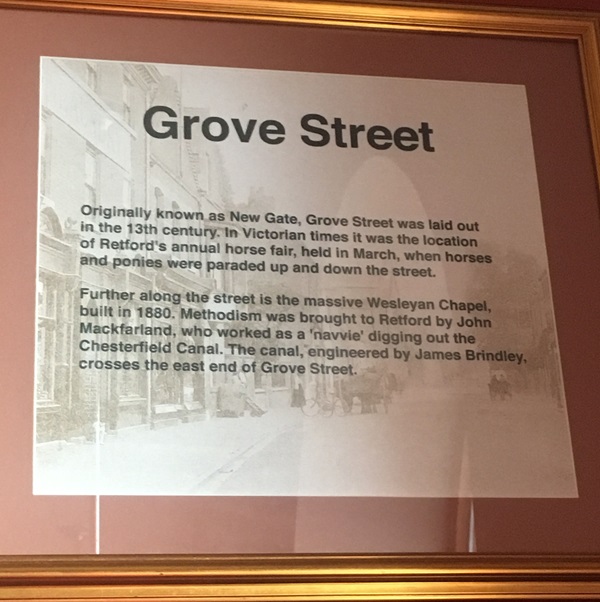 Grove Street
Originally known as New Gate, Grove Street was laid out
in the 13th century. In Victorian times it was the location
of Retford's annual horse fair, held in March, when horses
and ponies were paraded up and down the street.
Further along the street is the massive Wesleyan Chapel,
built in 1880. Methodism was brought to Retford by John
Mackfarland, who worked as a 'navvie' digging out the
Chesterfield Canal. The canal, engineered by James Brindley,
crosses the east end of Grove Street.